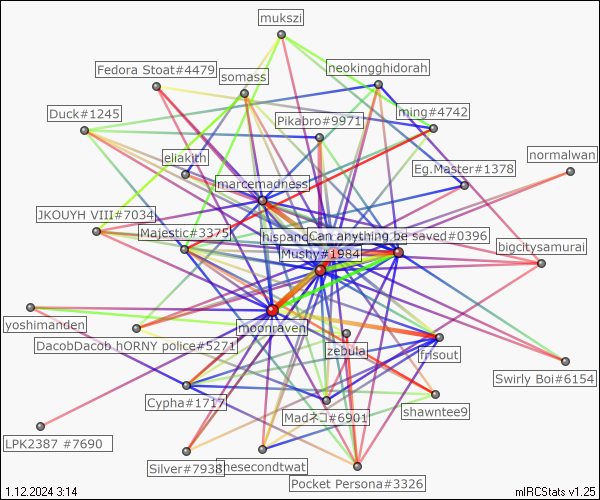 mukszi
Fedora Stoat#4479
somass
neokingghidorah
Duck#1245
Pikabro#9971
ming#4742
eliakith
marcemadness
Eg.Master#1378
normalwan
JKOUYH VIII#7034
Majestic#3375
Can anything be saved#0396
Mushy#1984
bigcitysamurai
yoshimanden
moonraven
DacobDacob hORNY police#5271
zebula
frisout
Swirly Boi#6154
Cypha#1717
Madネコ#6901
shawntee9
LPK2387 #7690
Silver#7938
thesecondtwat
Pocket Persona#3326
1.12.2024 3:14
mIRCStats v1.25